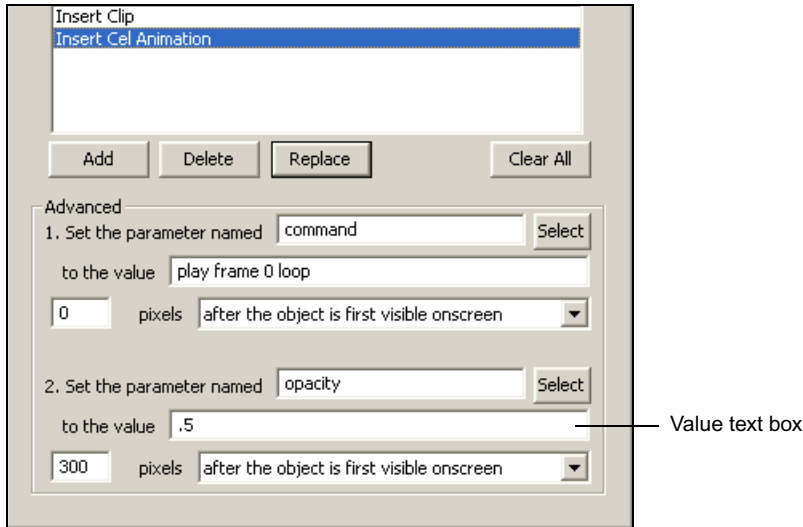 Insert Clip
Insert Cel Animation
Add Delete Replace Clear All
Advanced
1. Set the parameter named command Select
to the value play frame 0 loop
0 pixels after the object is first visible onscreen
2. Set the parameter named opacity Select
to the value .5 Value text box
300 pixels after the object is first visible onscreen